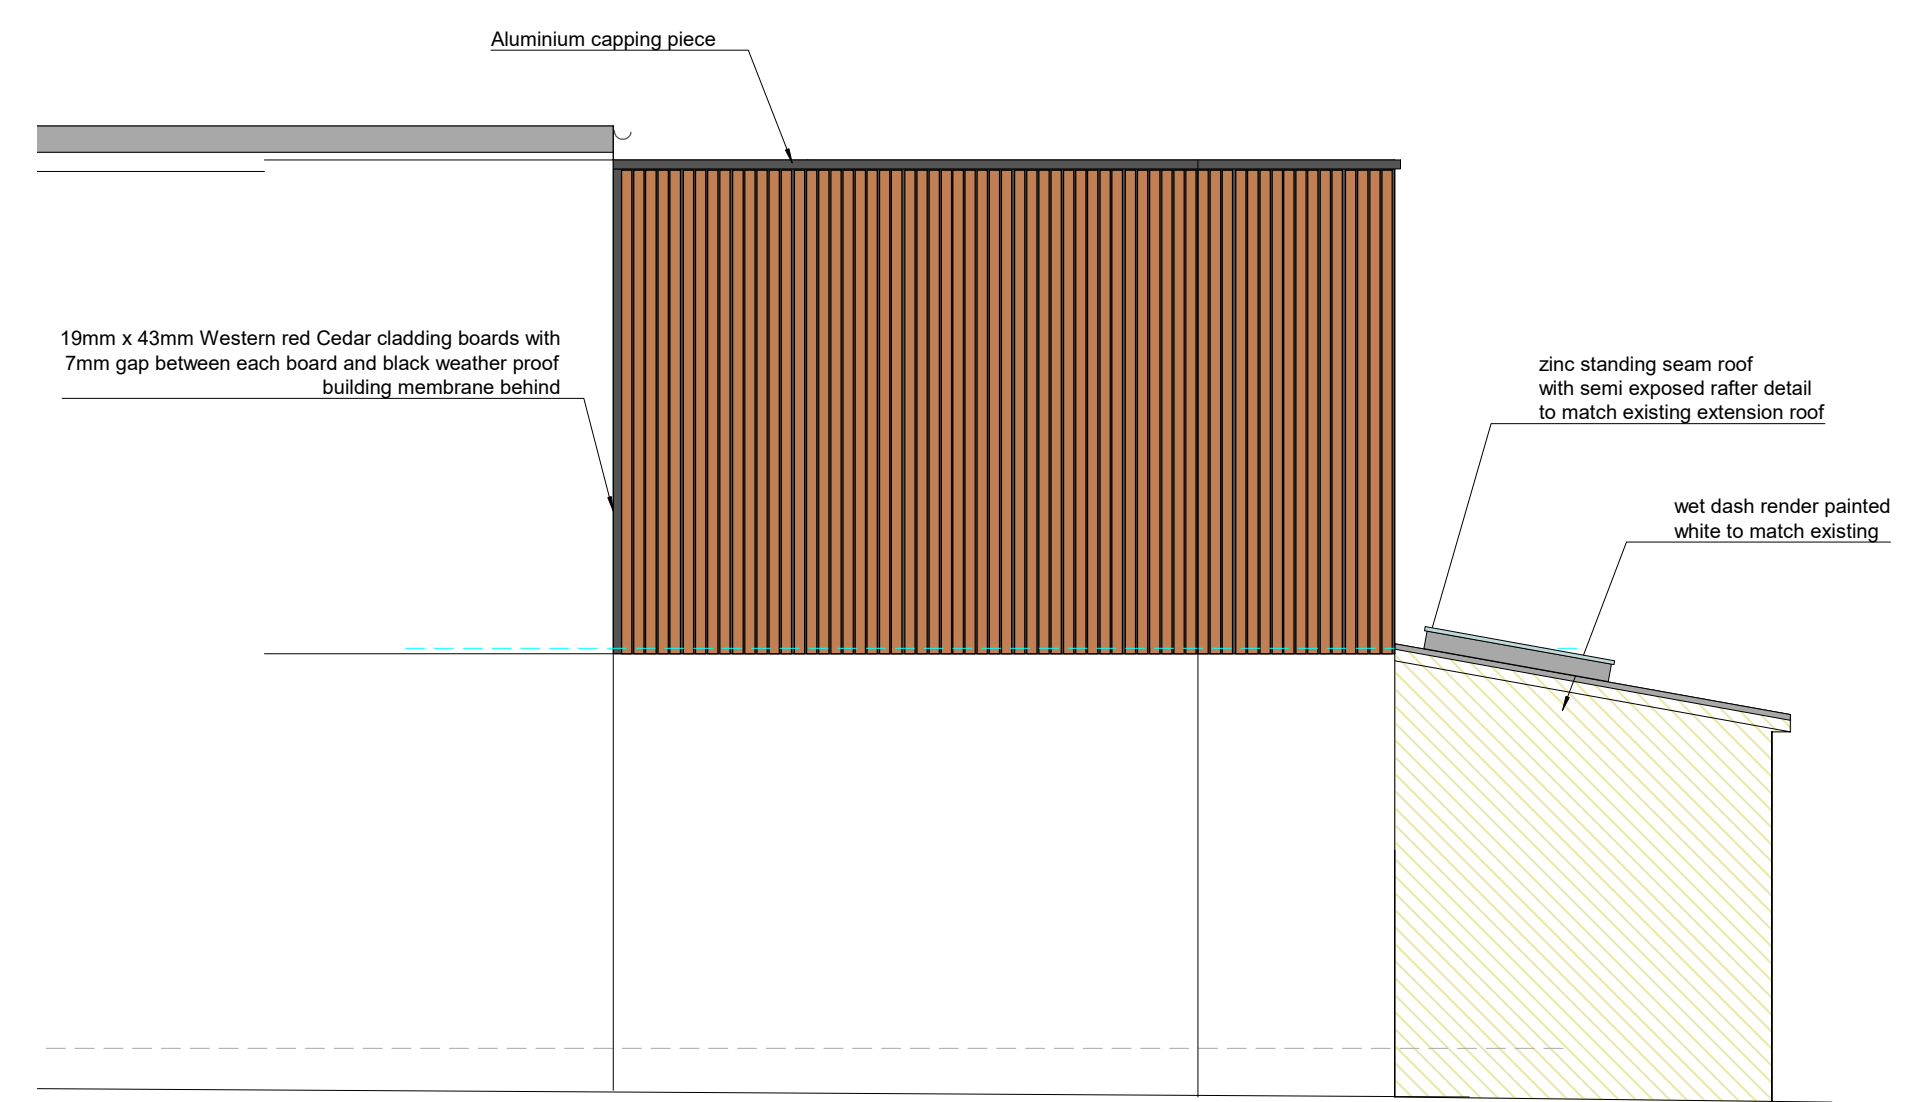 Aluminium capping piece
19mm x 43mm Western red Cedar cladding boards with
7mm gap between each board and black weather proof
building membrane behind
zinc standing seam roof
with semi exposed rafter detail
to match existing extension roof
wet dash render painted
white to match existing